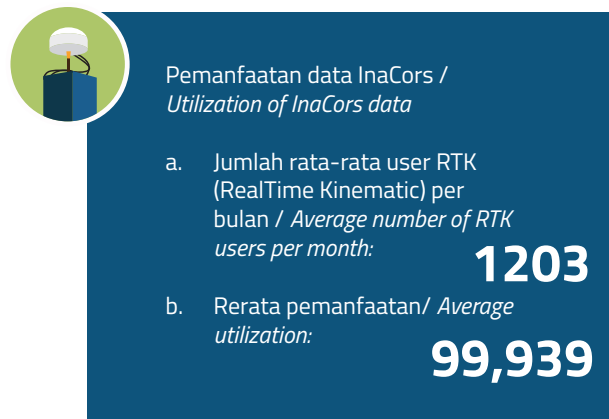 Pemanfaatan data InaCors /
Utilization of InaCors data
a. Jumlah rata-rata user RTK
(RealTime Kinematic) per
bulan / Average number of RTK
users per month:
1203
b. Rerata pemanfaatan/ Average
utilization:
99,939